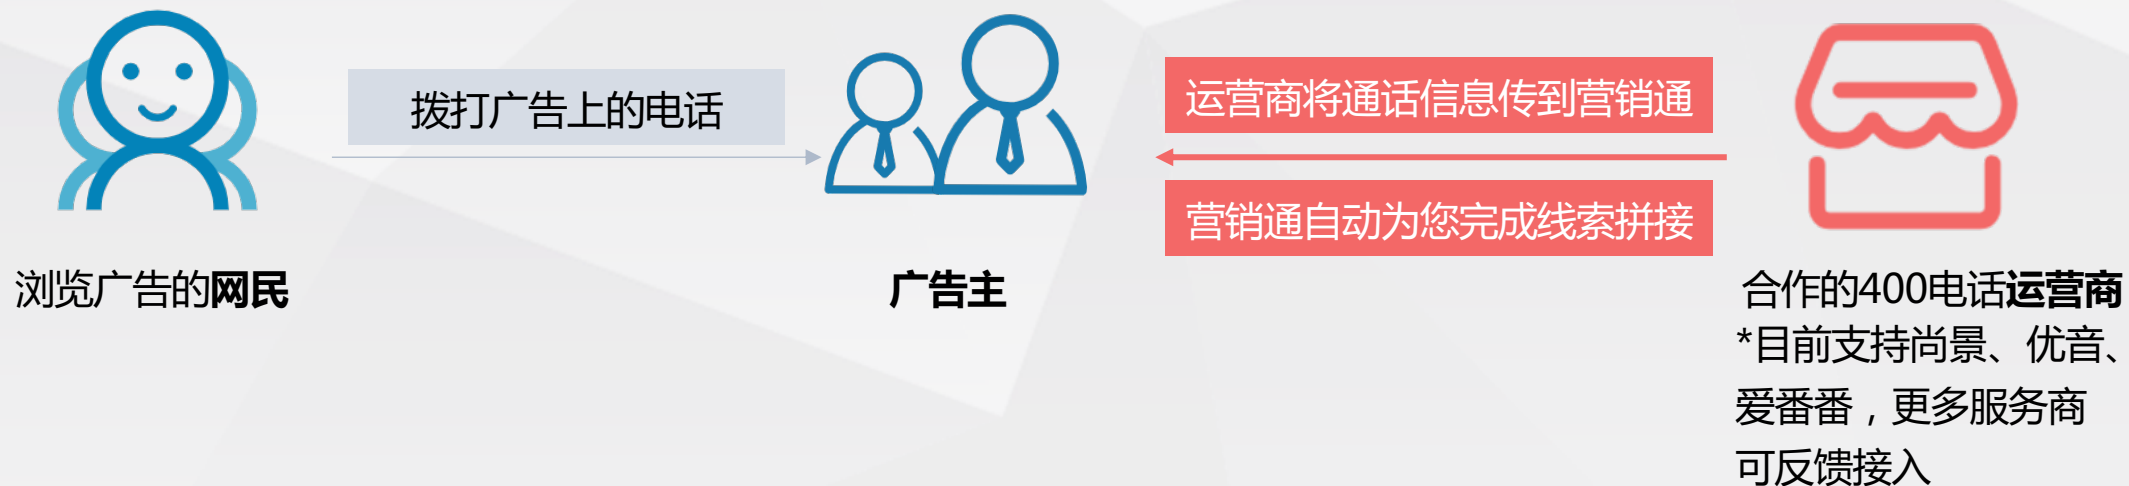 拨打广告上的电话
运营商将通话信息传到营销通
营销通自动为您完成线索拼接
浏览广告的网民
广告主
合作的400电话运营商
*目前支持尚景、优音、
爱番番，更多服务商
可反馈接入